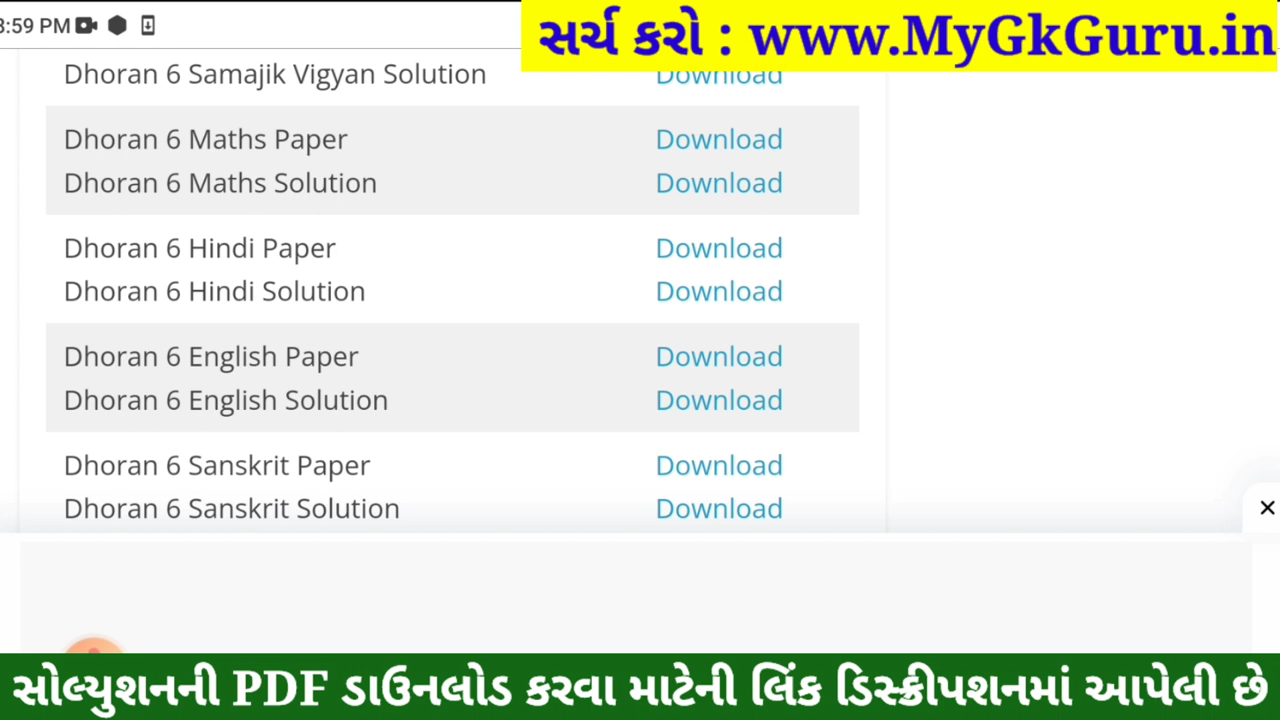 3:59 PM
સર્ચ કરો : www.MyGkGuru.in
Dhoran 6 Samajik Vigyan Solution Download
Dhoran 6 Maths Paper Download
Dhoran 6 Maths Solution Download
Dhoran 6 Hindi Paper Download
Dhoran 6 Hindi Solution Download
Dhoran 6 English Paper Download
Dhoran 6 English Solution Download
Dhoran 6 Sanskrit Paper Download
Dhoran 6 Sanskrit Solution Download
સોલ્યુશનની PDF ડાઉનલોડ કરવા માટેની લિંક ડિસ્ક્રીપશનમાં આપેલી છે